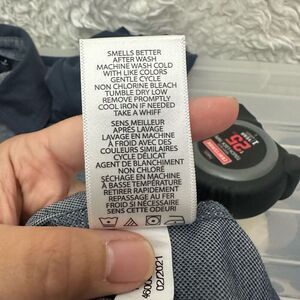 SMELLS BETTER
AFTER WASH
MACHINE WASH COLD
WITH LIKE COLORS
GENTLE CYCLE
NON CHLORINE BLEACH
TUMBLE DRY LOW
REMOVE PROMPTLY
COOL IRON IF NEEDED
TAKE A WHIFF
SENS MEILLEUR
APRÈS LAVAGE
LAVAGE EN MACHINE
À FROID AVEC DES
COULEURS SIMILAIRES
CYCLE DÉLICAT
AGENT DE BLANCHIMENT
NON CHLORÉ
SÉCHAGE EN MACHINE
À BASSE TEMPÉRATURE
RETIRER RAPIDEMENT
REPASSAGE AU FER
FROID SI NÉCESSAIRE
SENS CETTE ODEUR
02/2021
25